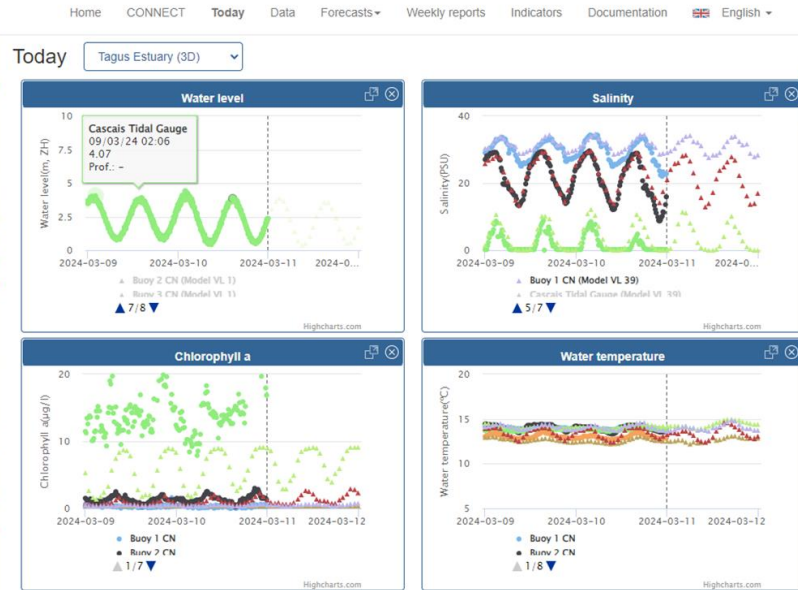 Home CONNECT Today Data Forecasts Weekly reports Indicators Documentation English
Today Tagus Estuary (3D)
Water level
Water level(m, ZH)
10
7.5
5
2.5
0
Cascais Tidal Gauge
09/03/24 02:06
4.07
Prof.: –
2024-03-09 2024-03-10 2024-03-11 2024-0...
Buoy 2 CN (Model VL 1)
Buoy 3 CN (Model VL 1)
7/8
Highcharts.com
Salinity
Salinity(PSU)
40
20
0
2024-03-09 2024-03-10 2024-03-11 2024-0...
Buoy 1 CN (Model VL 39)
Cascais Tidal Gauge (Model VL 39)
5/7
Highcharts.com
Chlorophyll a
Chlorophyll a(µg/l)
20
10
0
2024-03-09 2024-03-10 2024-03-11 2024-03-12
Buoy 1 CN
Buoy 2 CN
1/7
Highcharts.com
Water temperature
Water temperature(ºC)
20
15
10
5
2024-03-09 2024-03-10 2024-03-11 2024-03-12
Buoy 1 CN
Buoy 2 CN
1/8
Highcharts.com